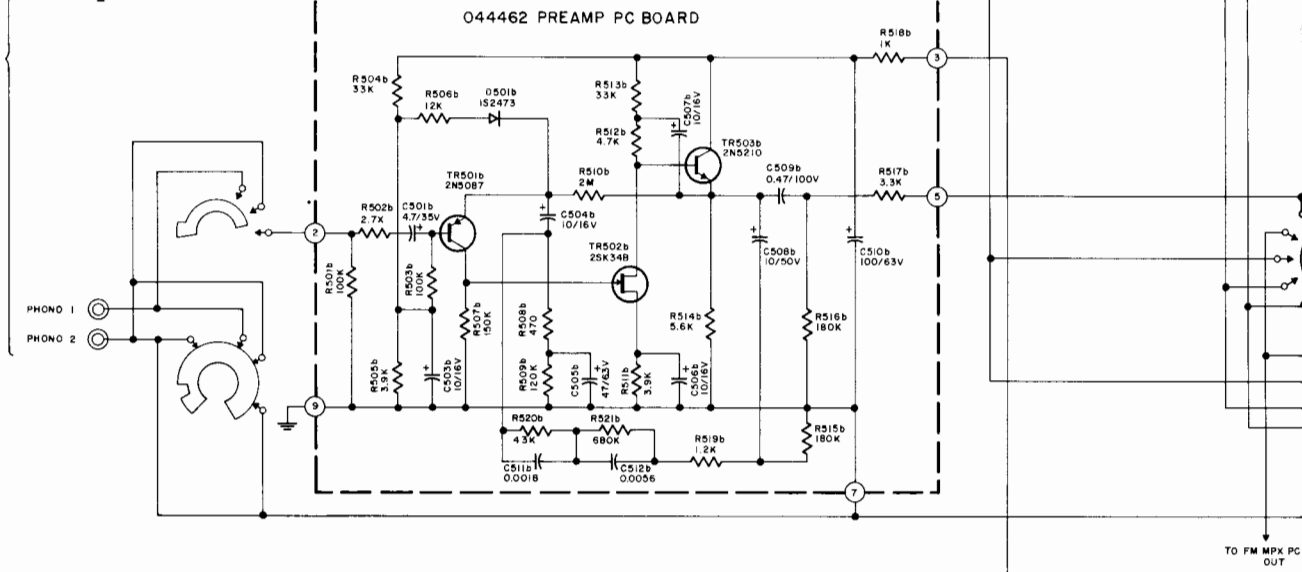 044462 PREAMP PC BOARD
R518b
1K
3
R504b
33K
R506b
12K
D501b
1S2473
R513b
33K
C507b
10/16V
R512b
4.7K
TR503b
2N5210
TR501b
2N5087
R510b
2M
C509b
0.47/100V
R517b
3.3K
5
R502b
2.7K
C501b
4.7/35V
C504b
10/16V
2
TR502b
2SK34B
C508b
10/50V
C510b
100/63V
R501b
100K
R503b
100K
PHONO 1
PHONO 2
R507b
150K
R508b
470
R514b
5.6K
R516b
180K
R505b
3.9K
C503b
10/16V
R509b
120K
C505b
47/63V
R511b
3.9K
C506b
10/16V
9
R520b
43K
R521b
680K
R519b
1.2K
R515b
180K
C511b
0.0018
C512b
0.0056
7
TO FM MPX PC
OUT